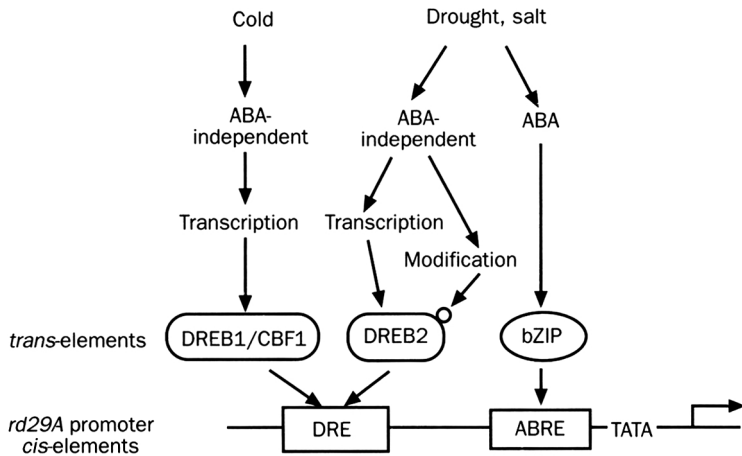 Cold
Drought, salt
ABA-
independent
ABA-
independent
ABA
Transcription
Transcription
Modification
trans-elements
DREB1/CBF1
DREB2
bZIP
rd29A promoter
cis-elements
DRE
ABRE
TATA